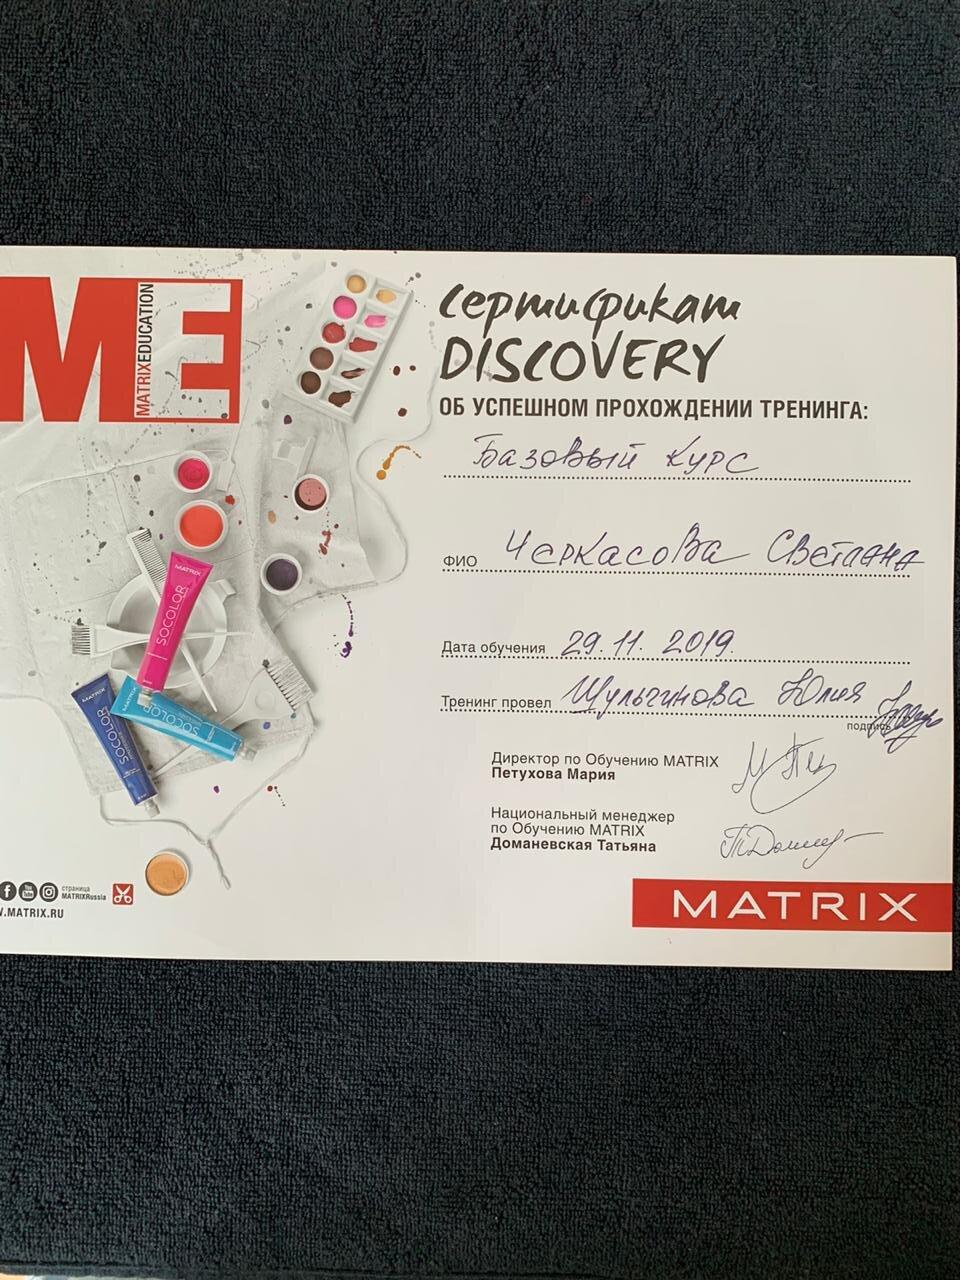 ME
MATRIXEDUCATION
сертификат
DISCOVERY
ОБ УСПЕШНОМ ПРОХОЖДЕНИИ ТРЕНИНГА:
Базовый курс
ФИО Черкасова Светлана
Дата обучения 29.11.2019.
Тренинг провел Шульгинова Юлия
подпись
Директор по Обучению MATRIX
Петухова Мария
Национальный менеджер
по Обучению MATRIX
Доманевская Татьяна
MATRIX
MATRIX
SOCOLOR
MATRIX
SOCOLOR
SOCOLOR
страница
MATRIXRussia
.MATRIX.RU